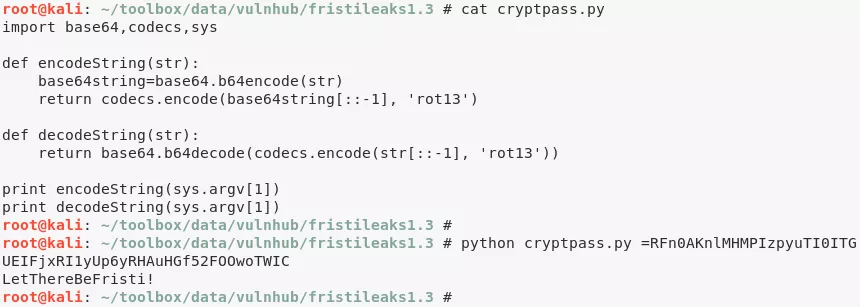 root@kali: ~/toolbox/data/vulnhub/fristileaks1.3 # cat cryptpass.py
import base64,codecs,sys

def encodeString(str):
    base64string=base64.b64encode(str)
    return codecs.encode(base64string[::-1], 'rot13')

def decodeString(str):
    return base64.b64decode(codecs.encode(str[::-1], 'rot13'))

print encodeString(sys.argv[1])
print decodeString(sys.argv[1])
root@kali: ~/toolbox/data/vulnhub/fristileaks1.3 #
root@kali: ~/toolbox/data/vulnhub/fristileaks1.3 # python cryptpass.py =RFn0AKnlMHMPIzpyuTI0ITG
UEIFjxRI1yUp6yRHAuHGf52FOOwoTWIC
LetThereBeFristi!
root@kali: ~/toolbox/data/vulnhub/fristileaks1.3 #